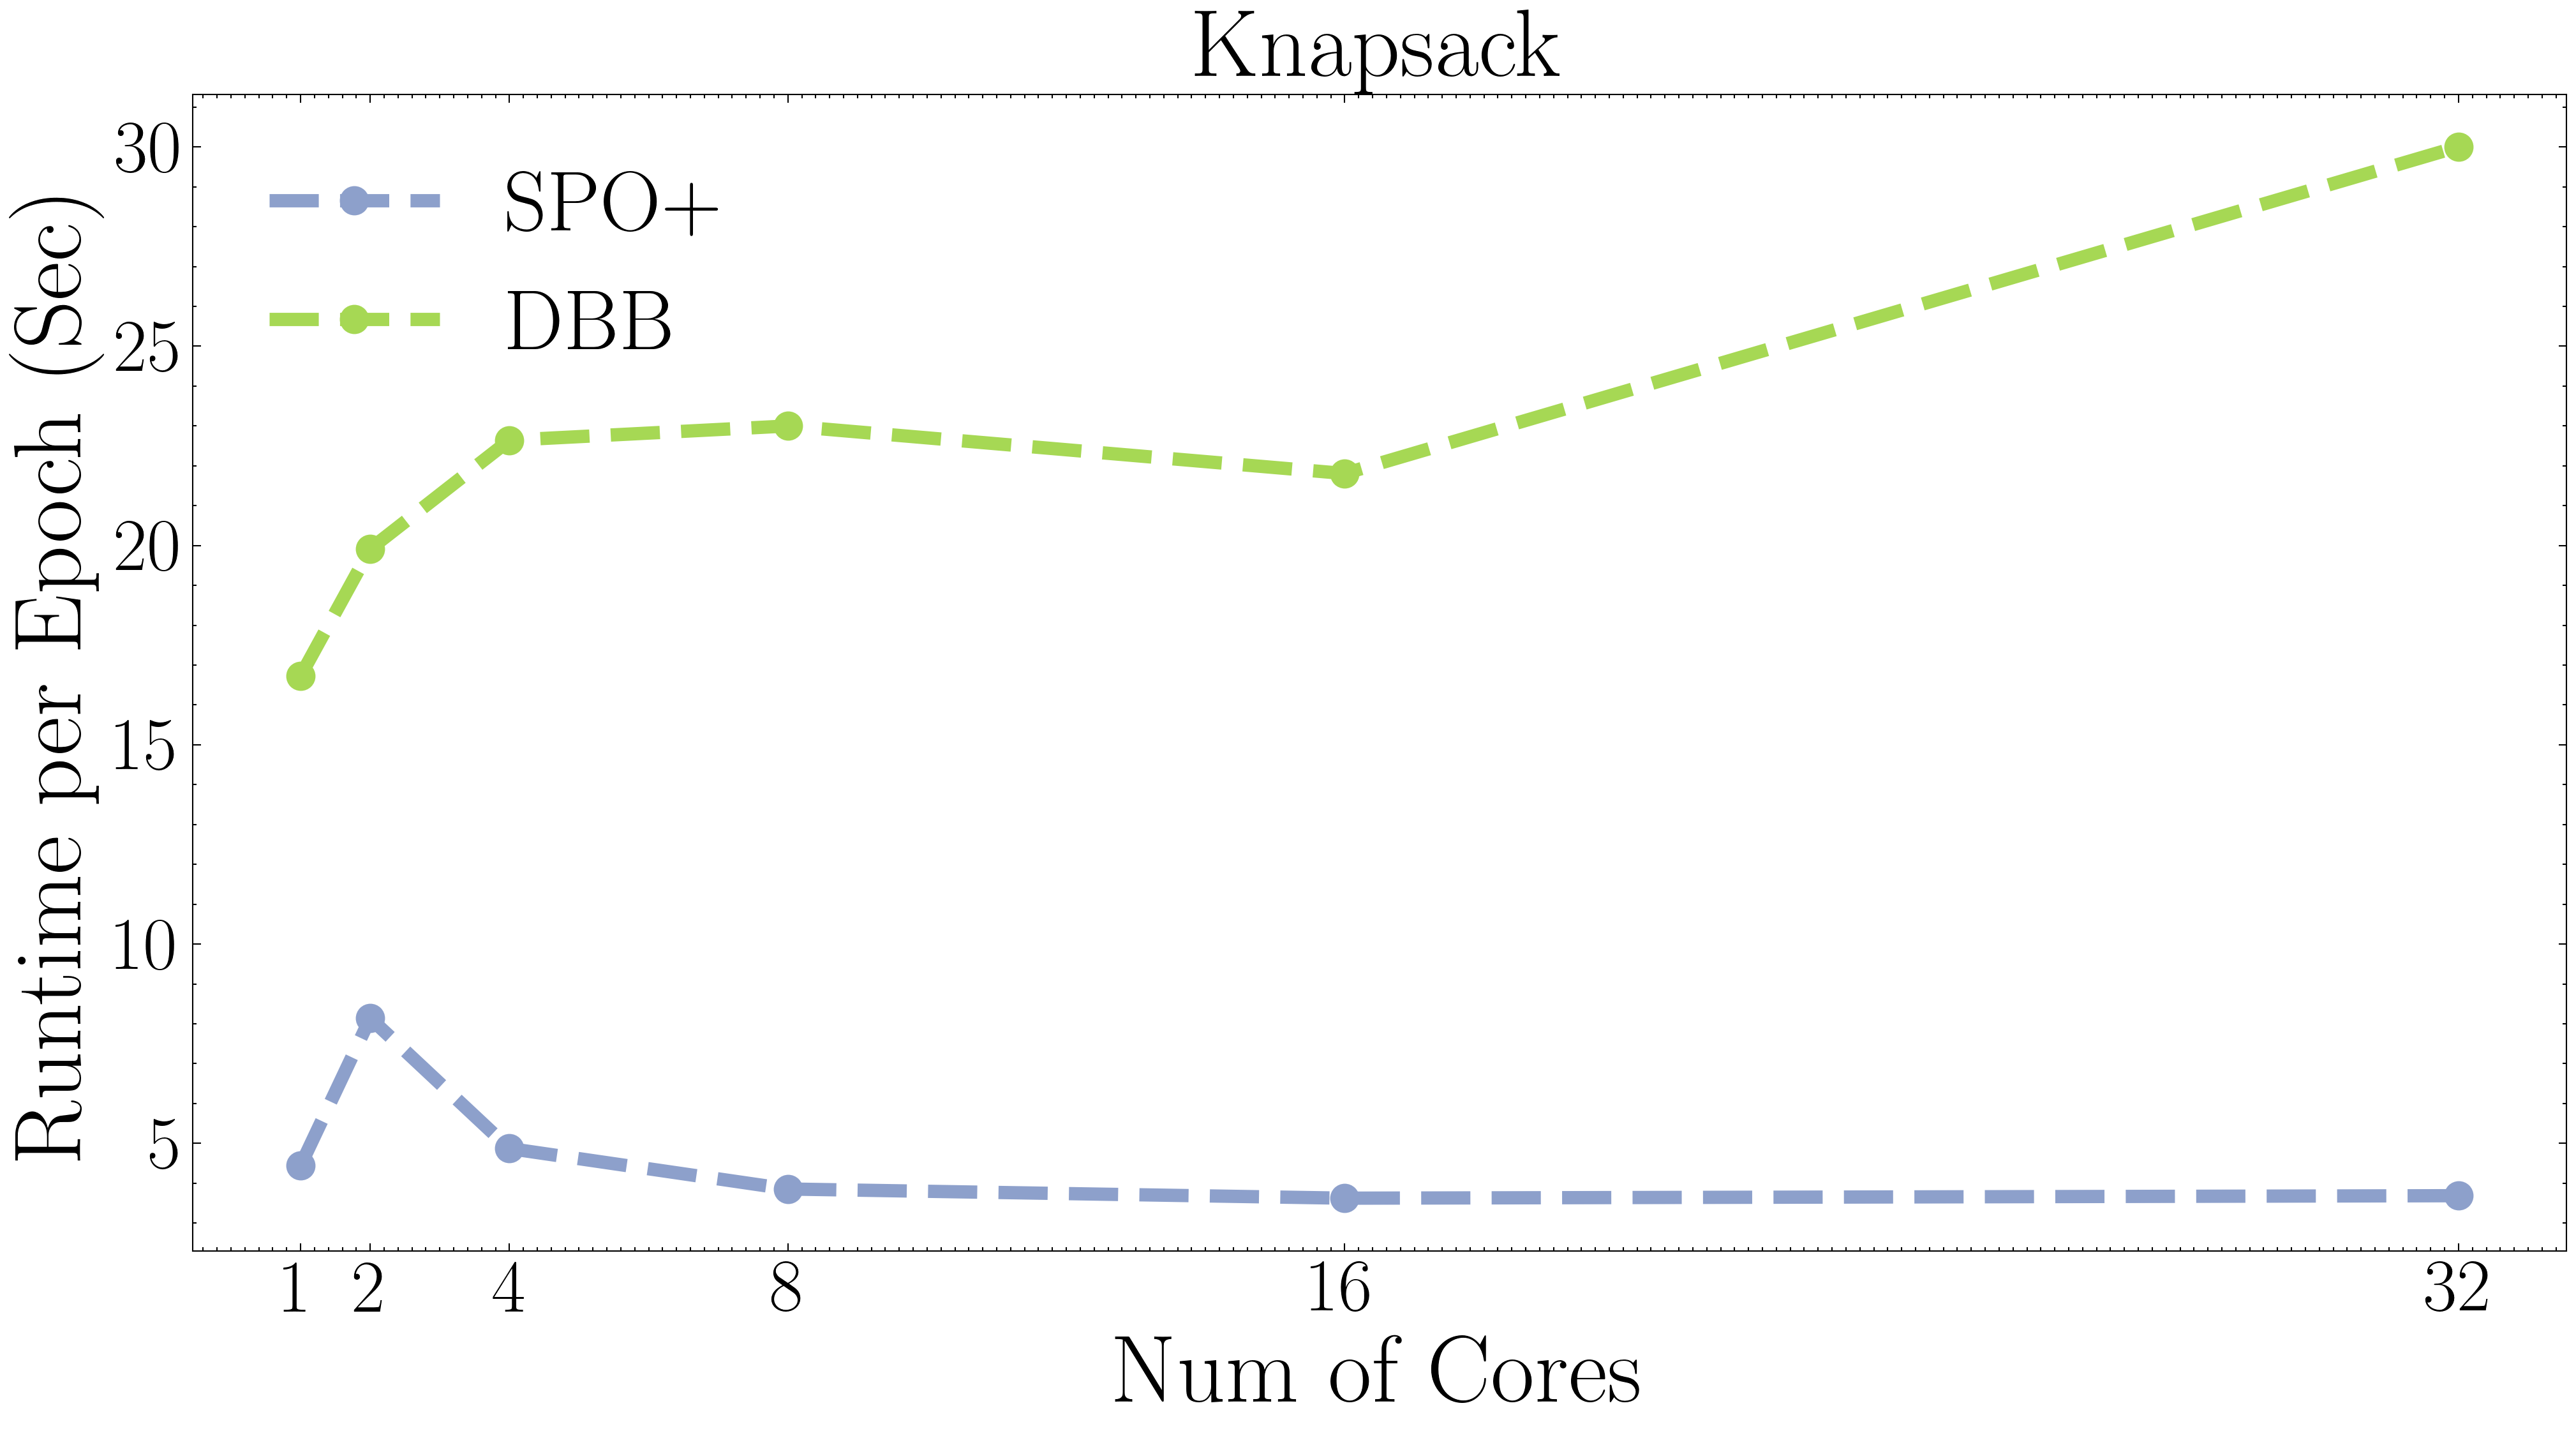 Knapsack
Runtime per Epoch (Sec)
30
25
20
15
10
5
SPO+
DBB
1 2 4 8 16 32
Num of Cores